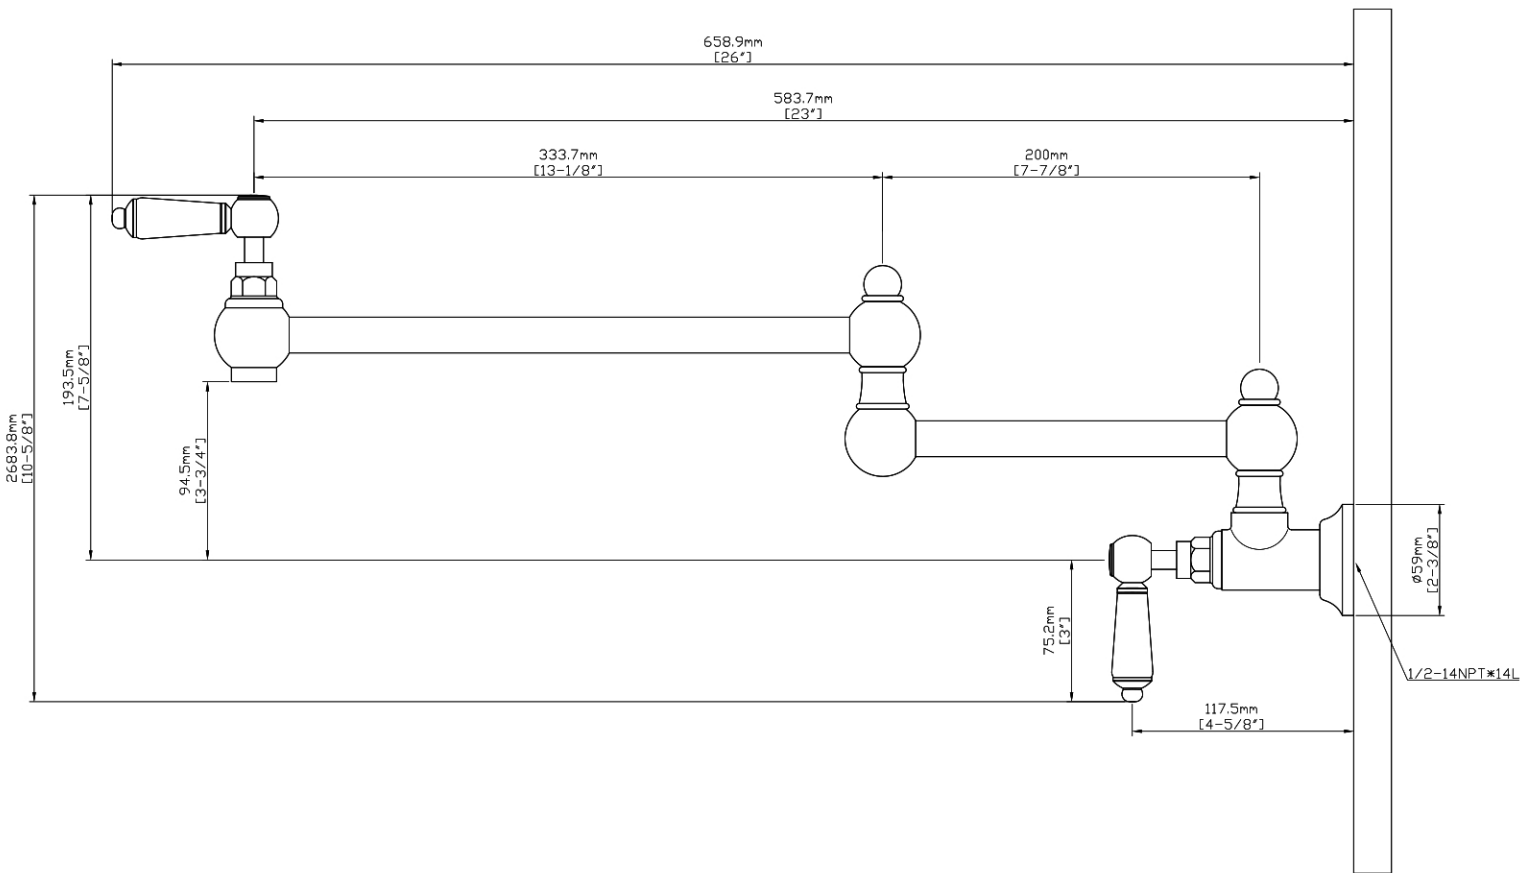 658.9mm
[26"]
583.7mm
[23"]
333.7mm
[13-1/8"]
200mm
[7-7/8"]
193.5mm
[7-5/8"]
2683.8mm
[10-5/8"]
94.5mm
[3-3/4"]
Ø59mm
[2-3/8"]
75.2mm
[3"]
1/2-14NPT*14L
117.5mm
[4-5/8"]